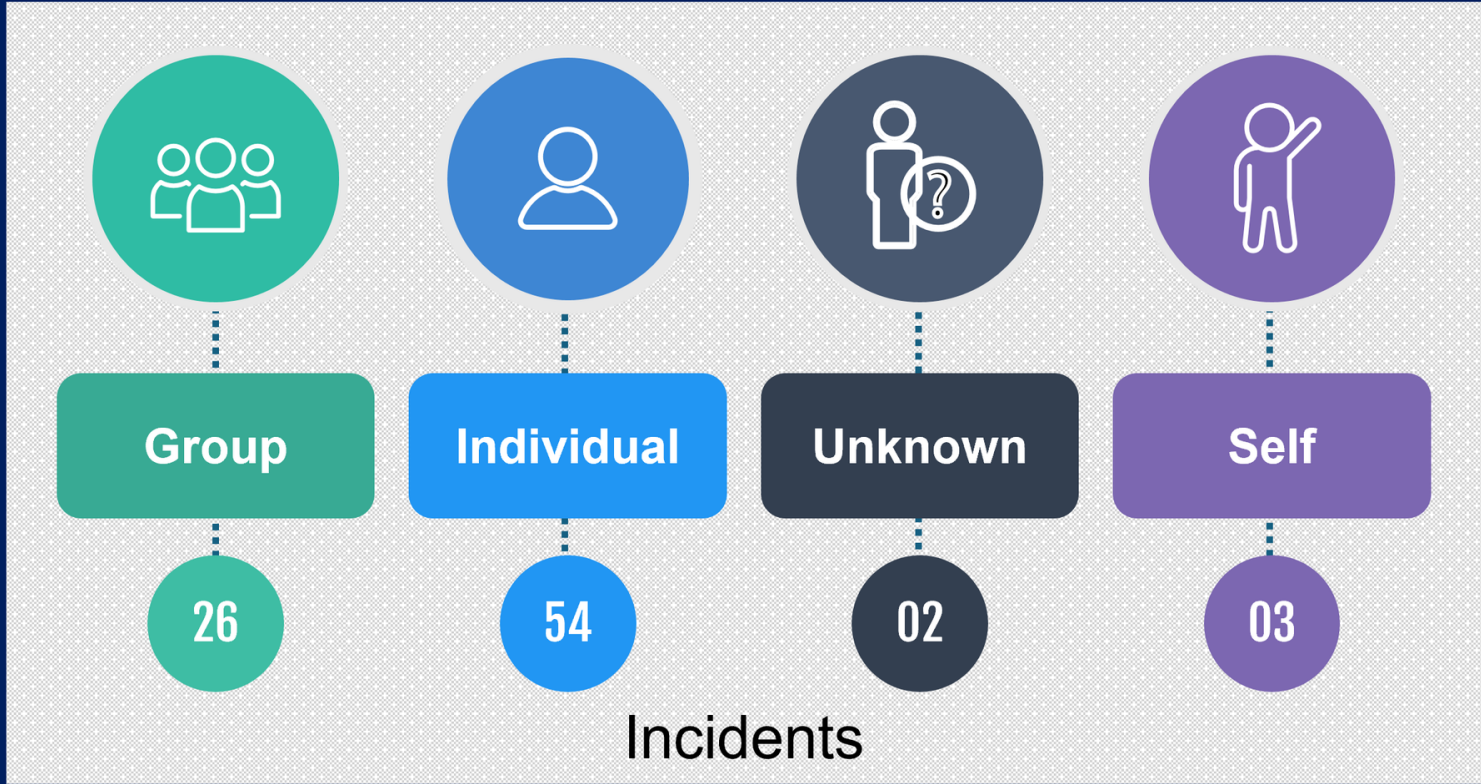 ?
Group
Individual
Unknown
Self
26
54
02
03
Incidents